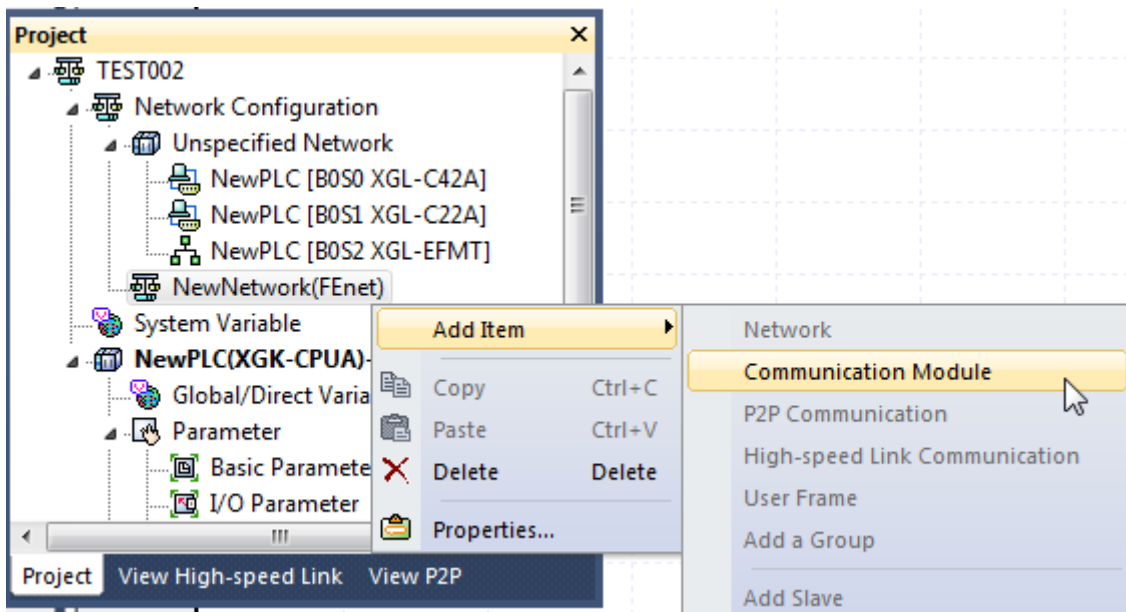 Project
TEST002
Network Configuration
Unspecified Network
NewPLC [B0S0 XGL-C42A]
NewPLC [B0S1 XGL-C22A]
NewPLC [B0S2 XGL-EFMT]
NewNetwork(FEnet)
System Variable
NewPLC(XGK-CPUA)-
Global/Direct Varia
Parameter
Basic Paramete
I/O Parameter
Project View High-speed Link View P2P
Add Item
Copy Ctrl+C
Paste Ctrl+V
Delete Delete
Properties...
Network
Communication Module
P2P Communication
High-speed Link Communication
User Frame
Add a Group
Add Slave